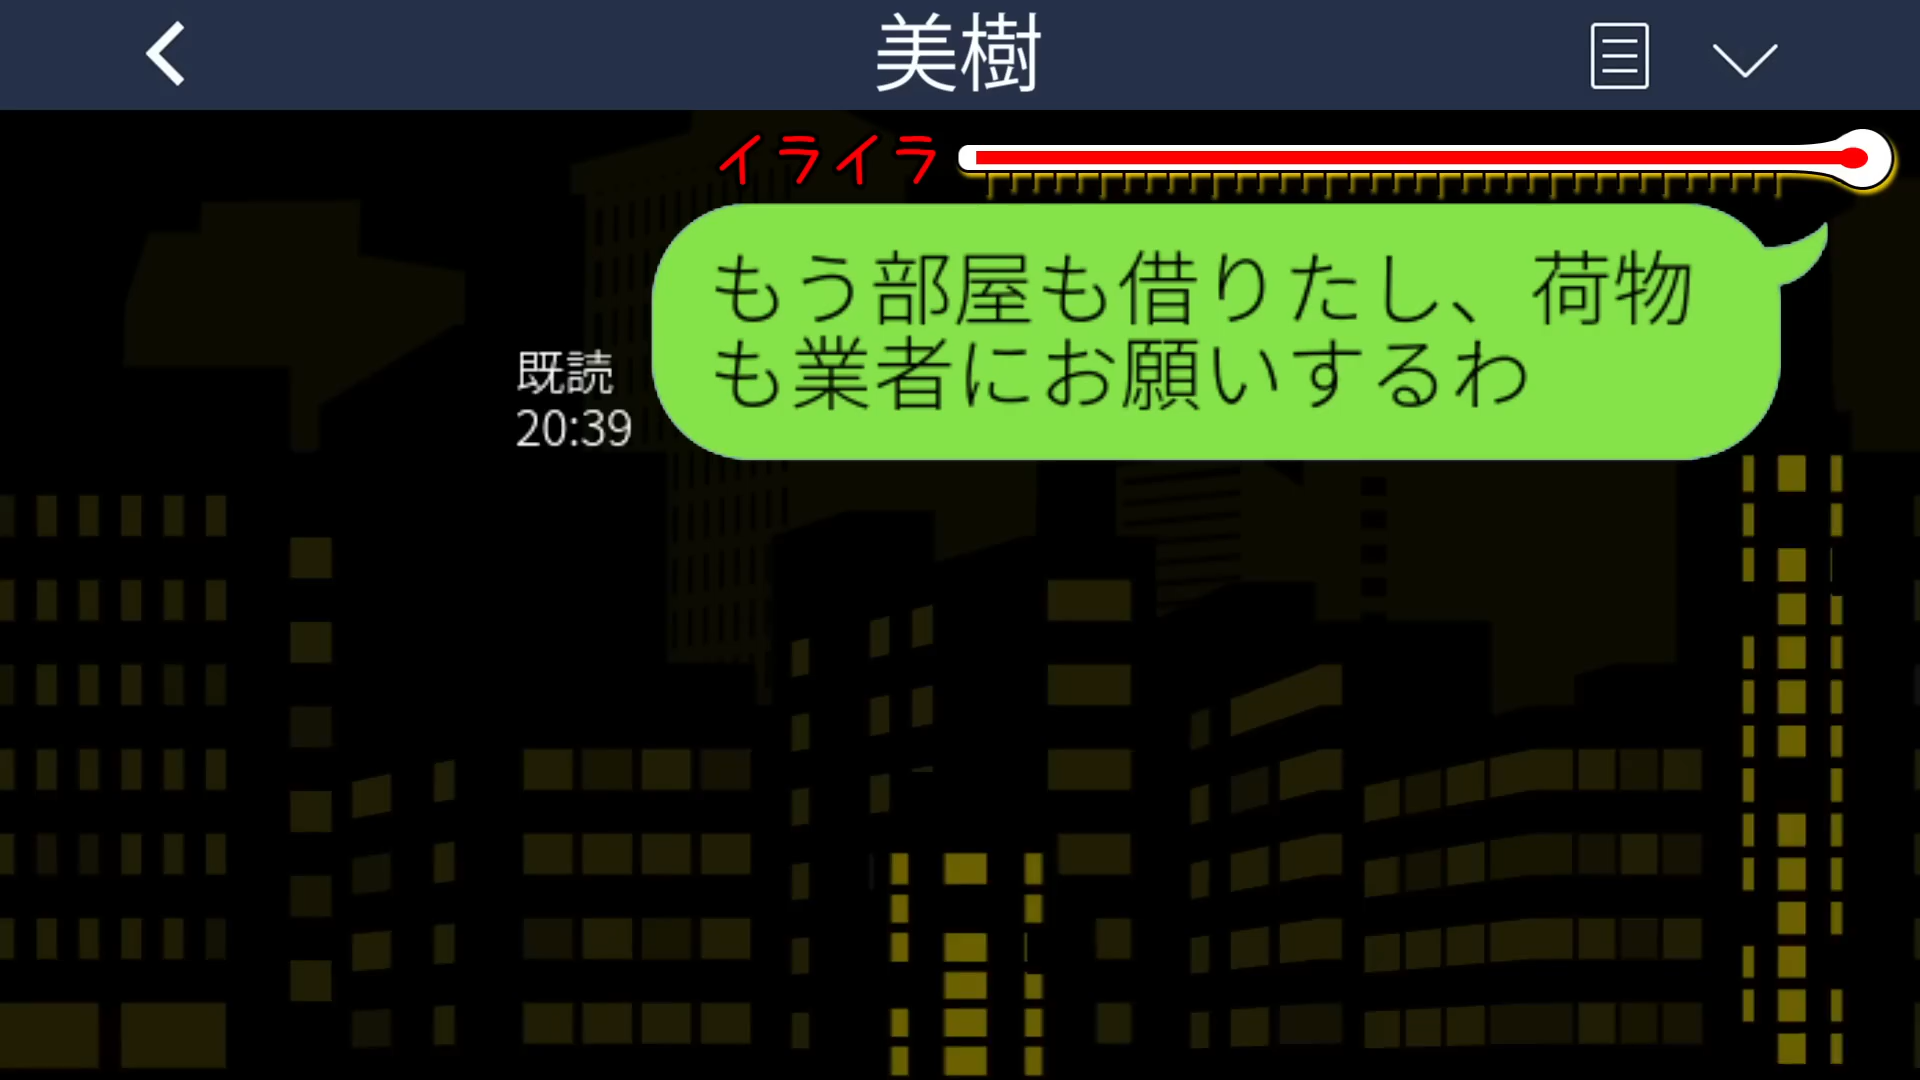 美樹
イライラ
もう部屋も借りたし、荷物
も業者にお願いするわ
既読
20:39